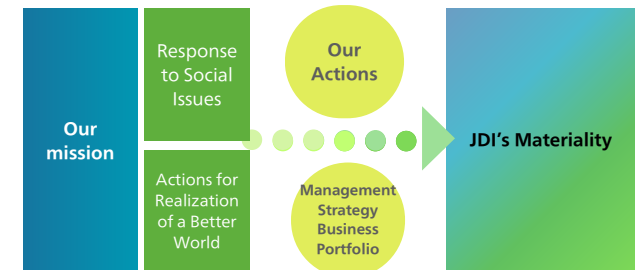 Our
mission
Response
to Social
Issues
Actions for
Realization
of a Better
World
Our
Actions
Management
Strategy
Business
Portfolio
JDI’s Materiality